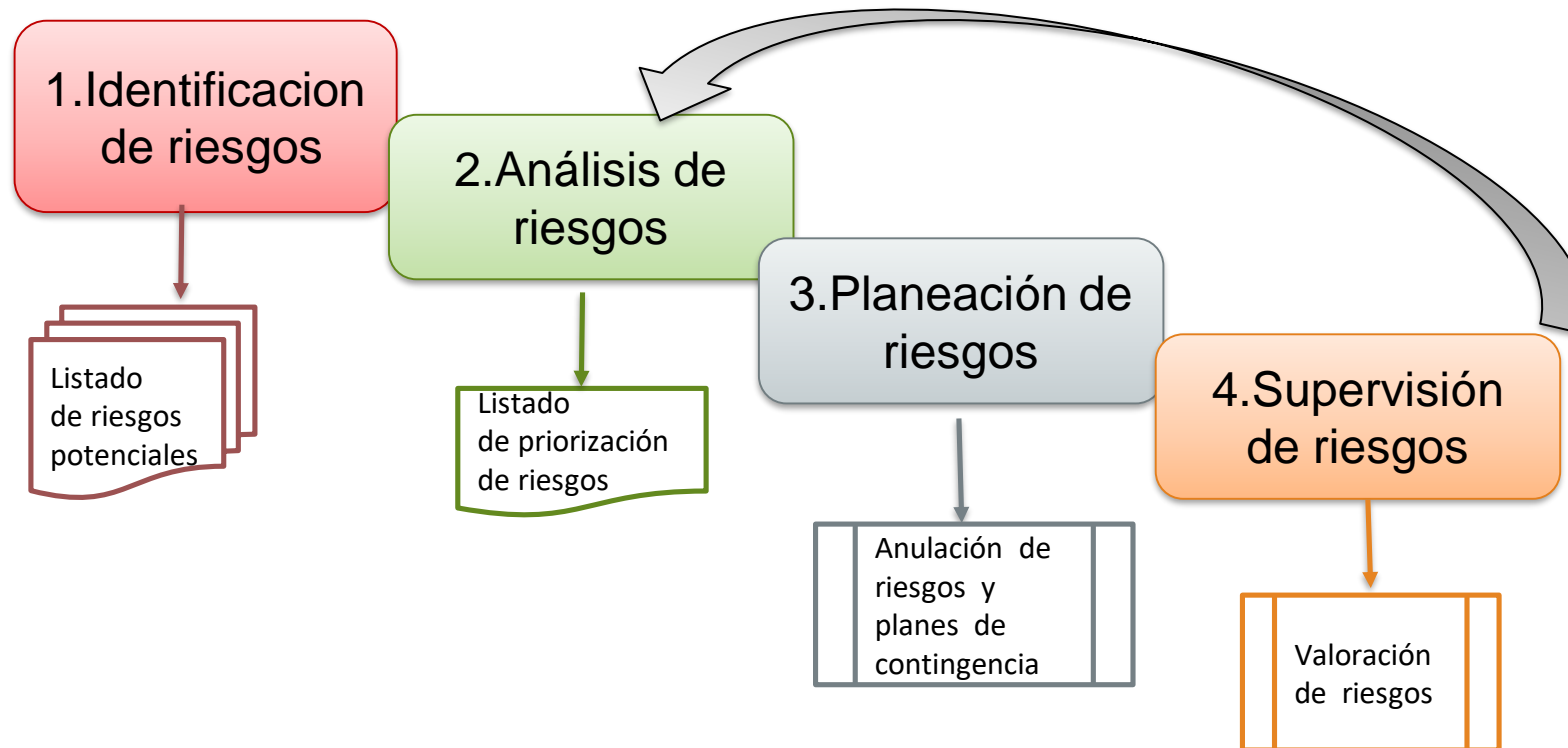 1.Identificacion
de riesgos
2.Análisis de
riesgos
3.Planeación de
riesgos
4.Supervisión
de riesgos
Listado
de riesgos
potenciales
Listado
de priorización
de riesgos
Anulación de
riesgos y
planes de
contingencia
Valoración
de riesgos